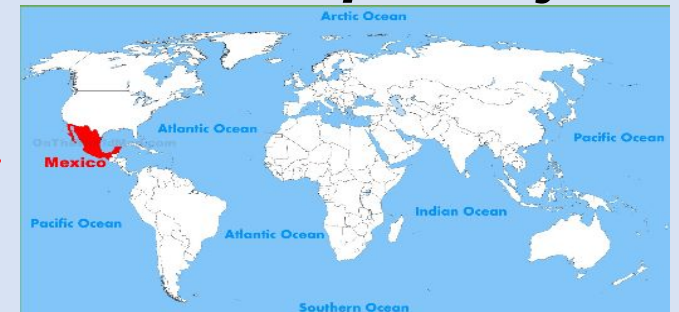 Arctic Ocean
Atlantic Ocean
Pacific Ocean
Mexico
Indian Ocean
Pacific Ocean
Atlantic Ocean
Southern Ocean